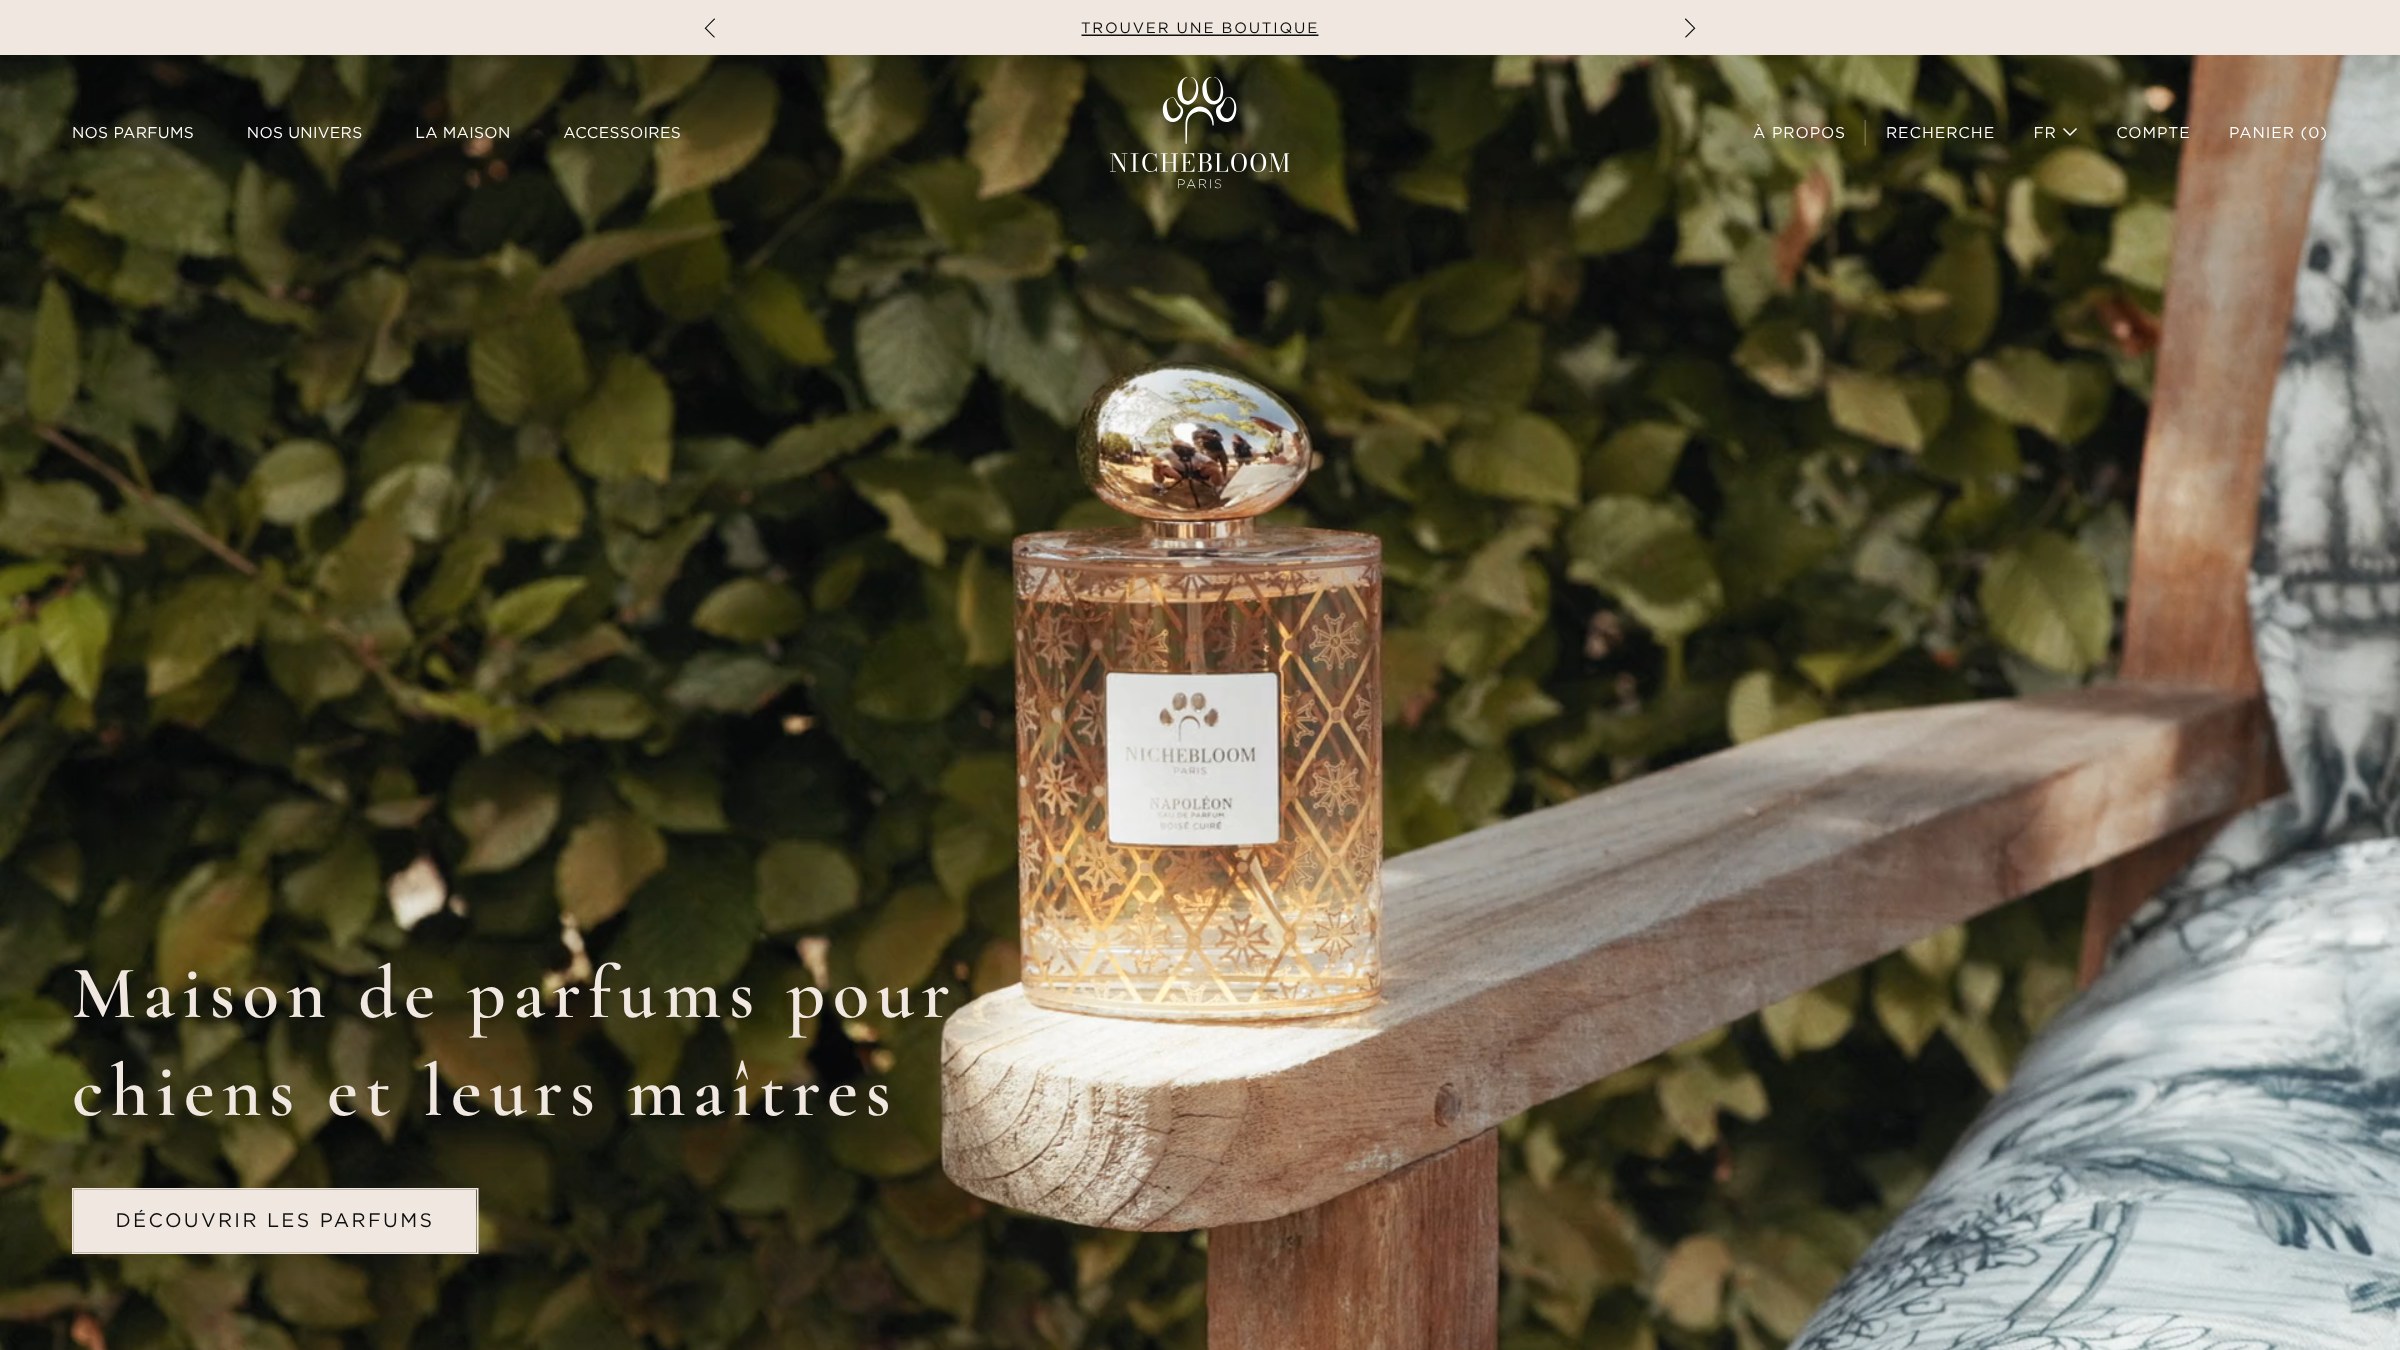 TROUVER UNE BOUTIQUE
NOS PARFUMS
NOS UNIVERS
LA MAISON
ACCESSOIRES
NICHEBLOOM
PARIS
À PROPOS
RECHERCHE
FR
COMPTE
PANIER (0)
NICHEBLOOM
PARIS
NAPOLÉON
EAU DE PARFUM
BOISÉ CUIRÉ
Maison de parfums pour
chiens et leurs maîtres
DÉCOUVRIR LES PARFUMS